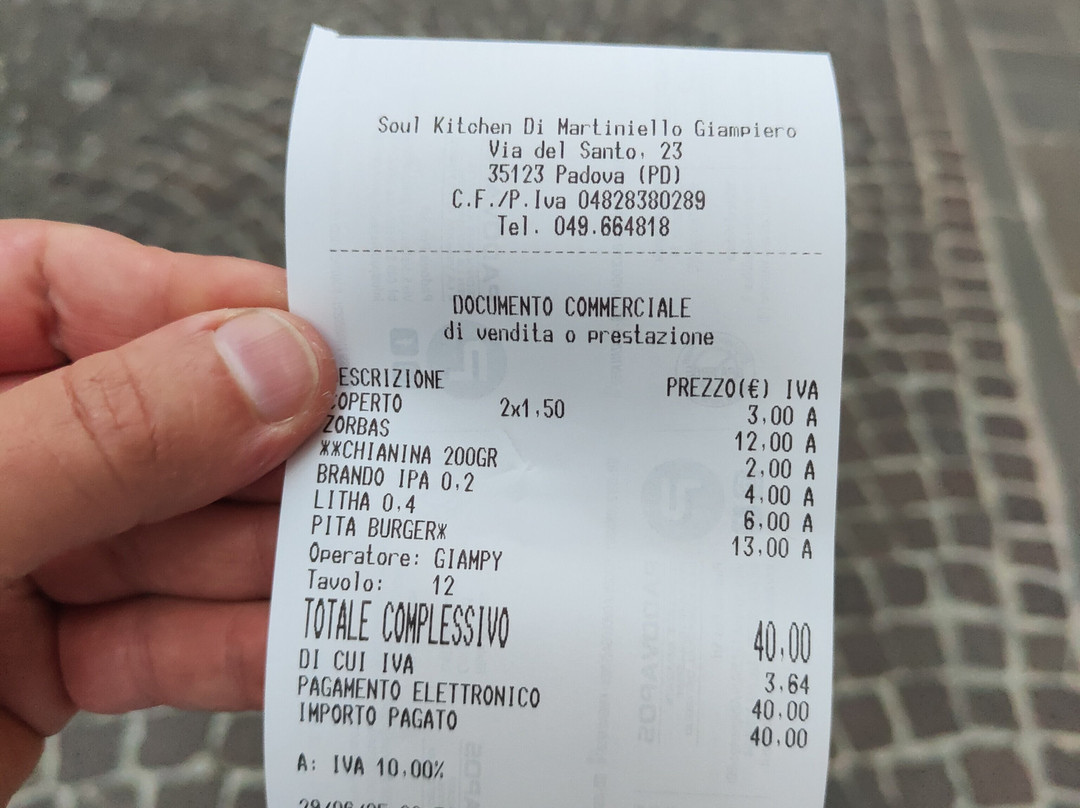 Soul Kitchen Di Martiniello Giampiero
Via del Santo, 23
35123 Padova (PD)
C.F./P.Iva 04828380289
Tel. 049.664818
DOCUMENTO COMMERCIALE
di vendita o prestazione
ESCRIZIONE PREZZO(€) IVA
COPERTO 2x1,50 3,00 A
ZORBAS 12,00 A
**CHIANINA 200GR 2,00 A
BRANDO IPA 0,2 4,00 A
LITHA 0,4 6,00 A
PITA BURGER* 13,00 A
Operatore: GIAMPY
Tavolo: 12
TOTALE COMPLESSIVO 40,00
DI CUI IVA 3,64
PAGAMENTO ELETTRONICO 40,00
IMPORTO PAGATO 40,00
A: IVA 10,00%